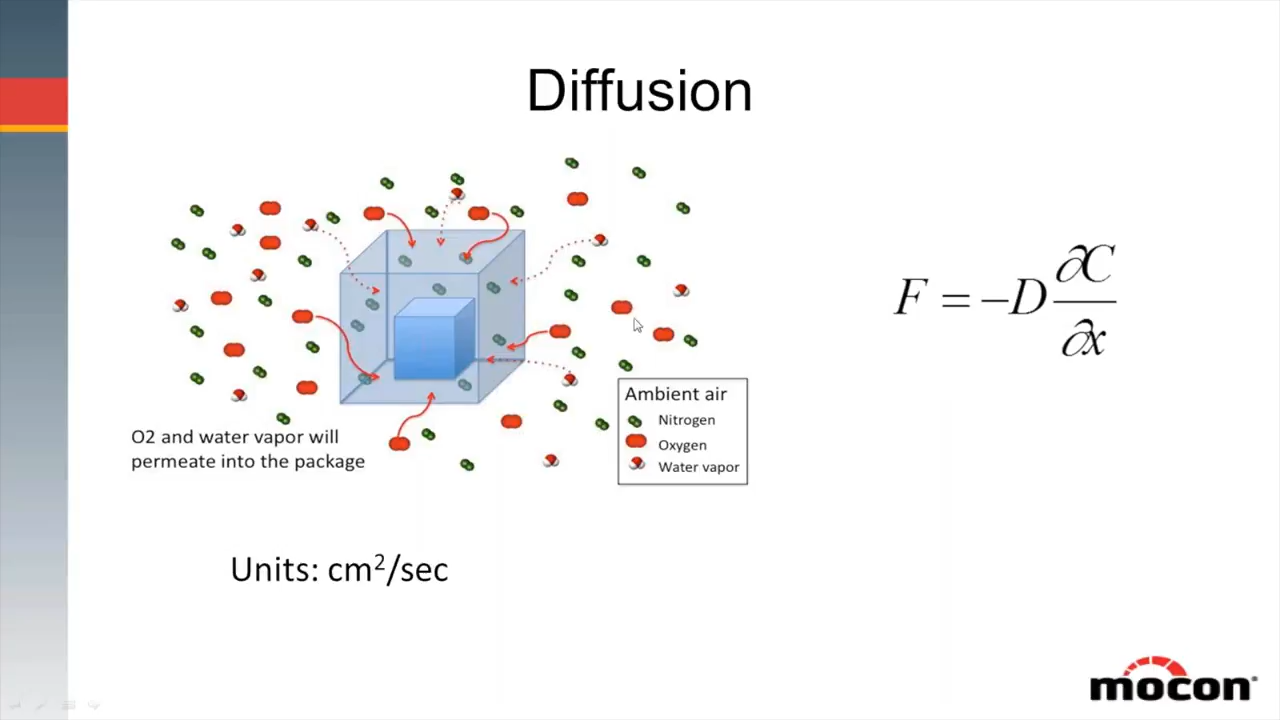 Diffusion
F = −D ∂C/∂x
Ambient air
Nitrogen
Oxygen
Water vapor
O2 and water vapor will
permeate into the package
Units: cm²/sec
mocon®